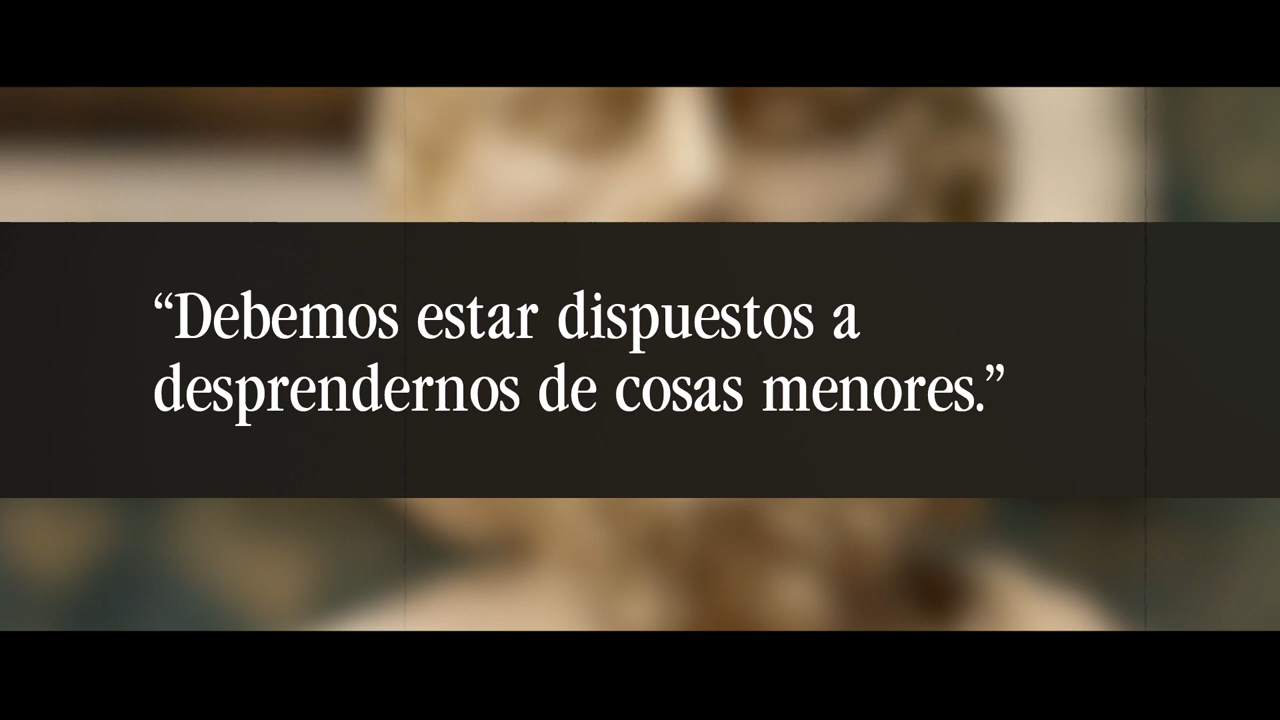 “Debemos estar dispuestos a
desprendernos de cosas menores.”